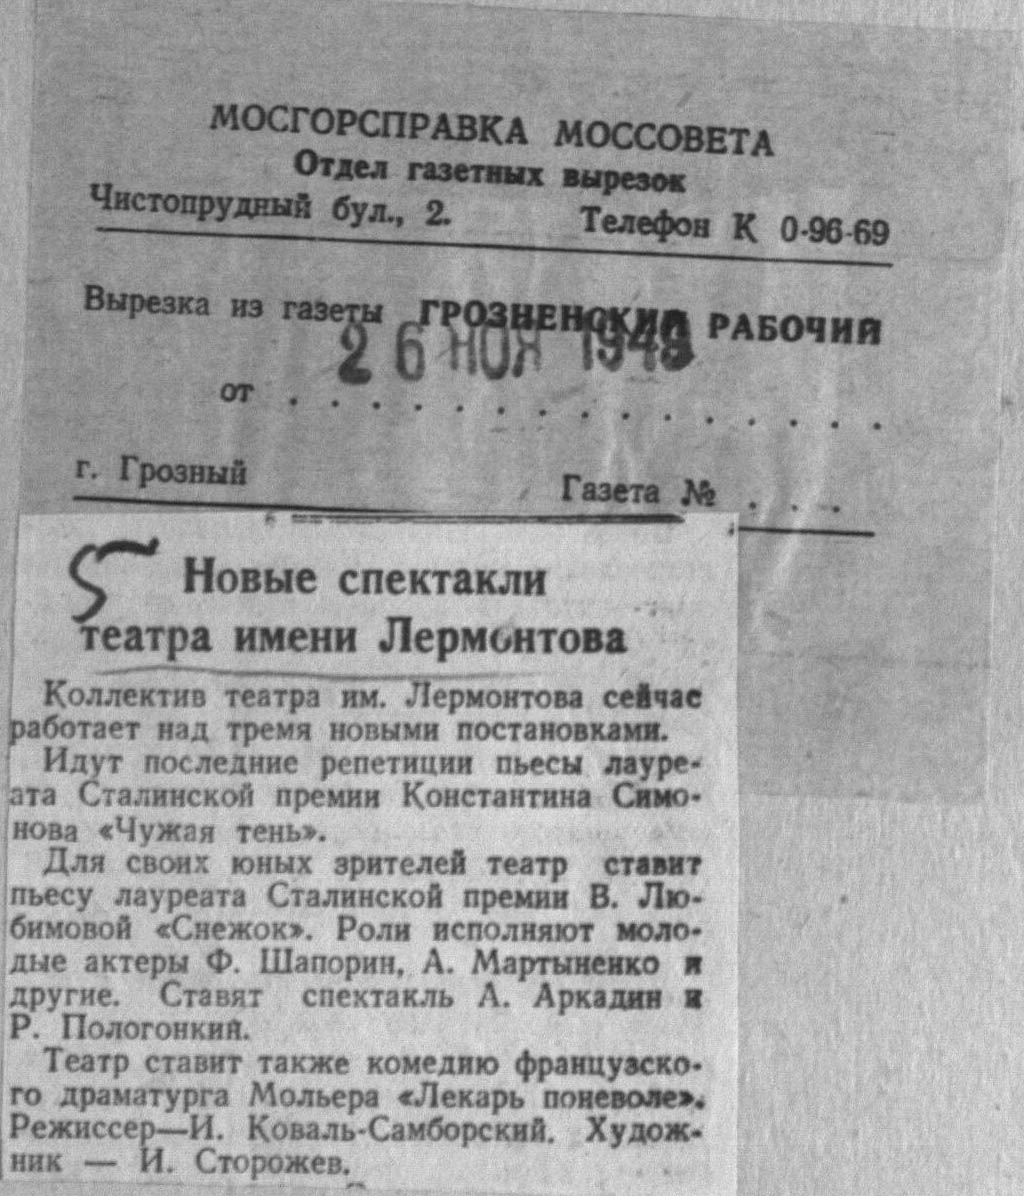 МОСГОРСПРАВКА МОССОВЕТА
Отдел газетных вырезок
Чистопрудный бул., 2. Телефон К 0-96-69
Вырезка из газеты ГРОЗНЕНСКИЙ РАБОЧИЙ
26 НОЯ 1949
от . . . . . . . . . . . . . . .
г. Грозный Газета № . . .
5
Новые спектакли
театра имени Лермонтова
Коллектив театра им. Лермонтова сейчас
работает над тремя новыми постановками.
Идут последние репетиции пьесы лауре-
ата Сталинской премии Константина Симо-
нова «Чужая тень».
Для своих юных зрителей театр ставит
пьесу лауреата Сталинской премии В. Лю-
бимовой «Снежок». Роли исполняют моло-
дые актеры Ф. Шапорин, А. Мартыненко и
другие. Ставят спектакль А. Аркадин и
Р. Пологонкий.
Театр ставит также комедию французско-
го драматурга Мольера «Лекарь поневоле».
Режиссер—И. Коваль-Самборский. Худож-
ник — И. Сторожев.